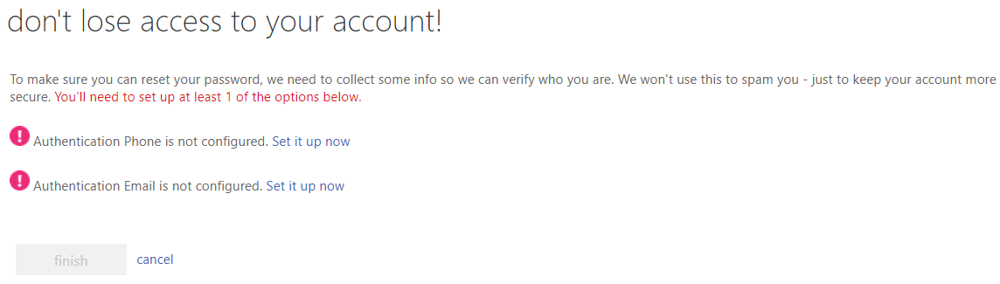 don't lose access to your account!
To make sure you can reset your password, we need to collect some info so we can verify who you are. We won't use this to spam you - just to keep your account more
secure. You'll need to set up at least 1 of the options below.
! Authentication Phone is not configured. Set it up now
! Authentication Email is not configured. Set it up now
finish cancel